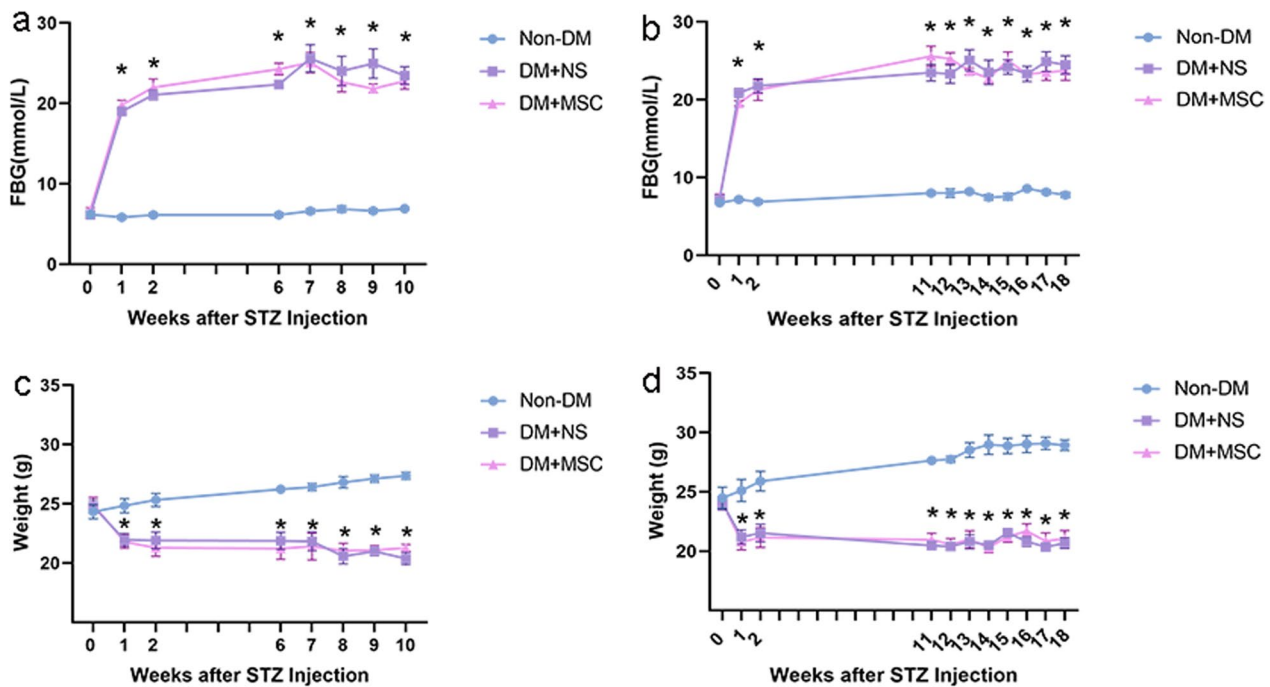 a
30
20
10
0
FBG(mmol/L)
* * * * * * *
0 1 2 6 7 8 9 10
Weeks after STZ Injection
Non-DM
DM+NS
DM+MSC
b
30
20
10
0
FBG(mmol/L)
* * * * * * * * * *
0 1 2 11 12 13 14 15 16 17 18
Weeks after STZ Injection
Non-DM
DM+NS
DM+MSC
c
35
30
25
20
Weight (g)
* * * * * * *
0 1 2 6 7 8 9 10
Weeks after STZ Injection
Non-DM
DM+NS
DM+MSC
d
35
30
25
20
Weight (g)
* * * * * * * * * *
0 1 2 11 12 13 14 15 16 17 18
Weeks after STZ Injection
Non-DM
DM+NS
DM+MSC